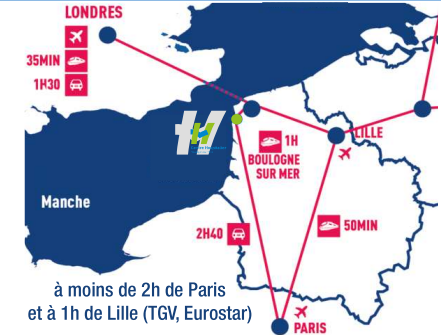 LONDRES
35MIN
1H30
1H
BOULOGNE
SUR MER
LILLE
Manche
2H40
50MIN
à moins de 2h de Paris
et à 1h de Lille (TGV, Eurostar)
PARIS